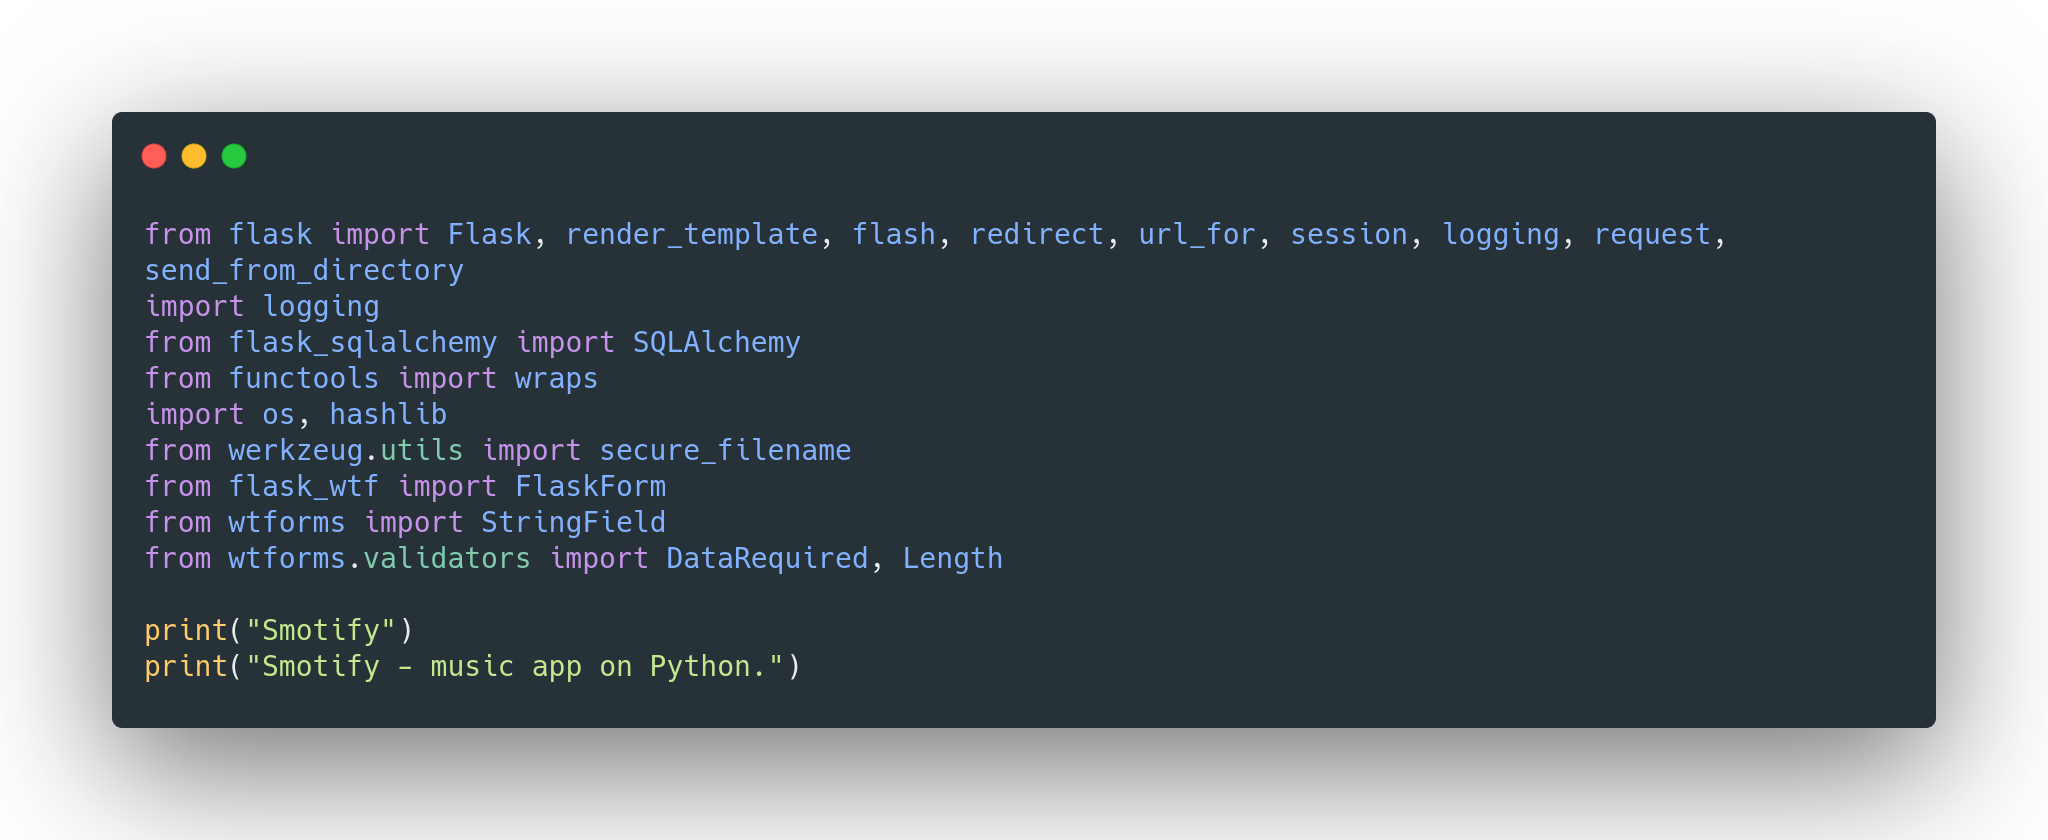 from flask import Flask, render_template, flash, redirect, url_for, session, logging, request,
send_from_directory
import logging
from flask_sqlalchemy import SQLAlchemy
from functools import wraps
import os, hashlib
from werkzeug.utils import secure_filename
from flask_wtf import FlaskForm
from wtforms import StringField
from wtforms.validators import DataRequired, Length
print("Smotify")
print("Smotify - music app on Python.")